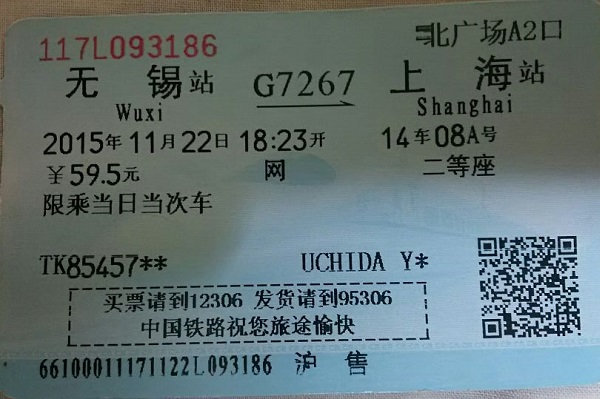 117L093186
北广场A2口
无锡站 G7267 上海站
Wuxi Shanghai
2015年11月22日 18:23开 14车08A号
￥59.5元 网 二等座
限乘当日当次车
TK85457** UCHIDA Y*
买票请到12306 发货请到95306
中国铁路祝您旅途愉快
66100011171122L093186 沪售